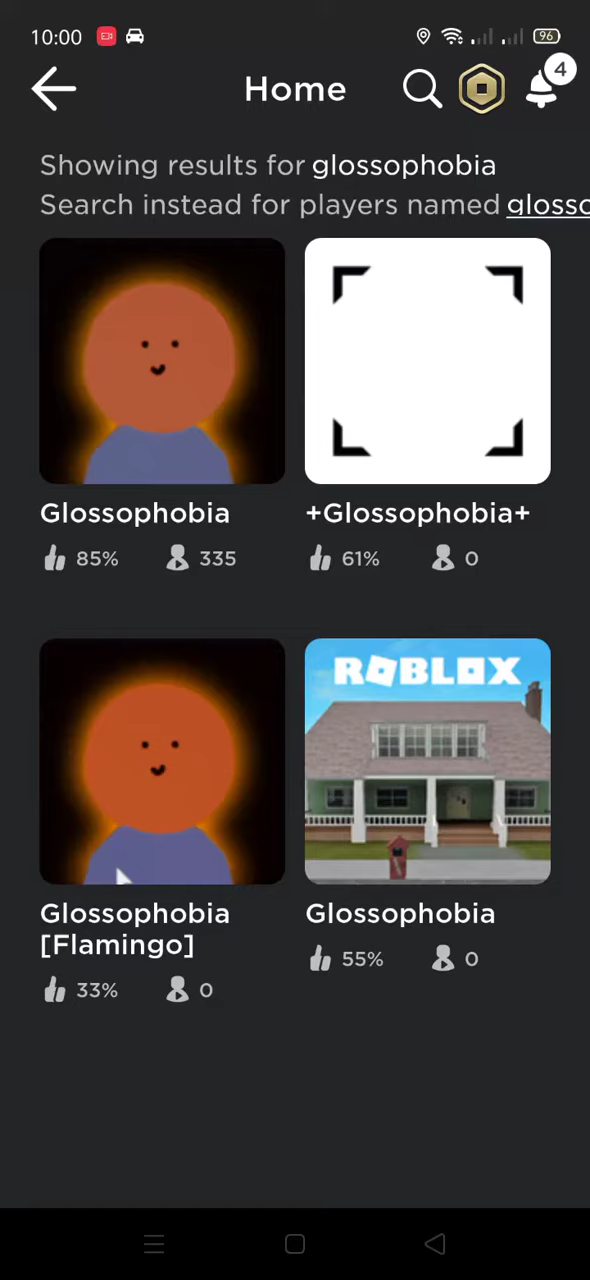 10:00
96
Home
4
Showing results for glossophobia
Search instead for players named glosso
Glossophobia
85% 335
+Glossophobia+
61% 0
ROBLOX
Glossophobia
[Flamingo]
33% 0
Glossophobia
55% 0